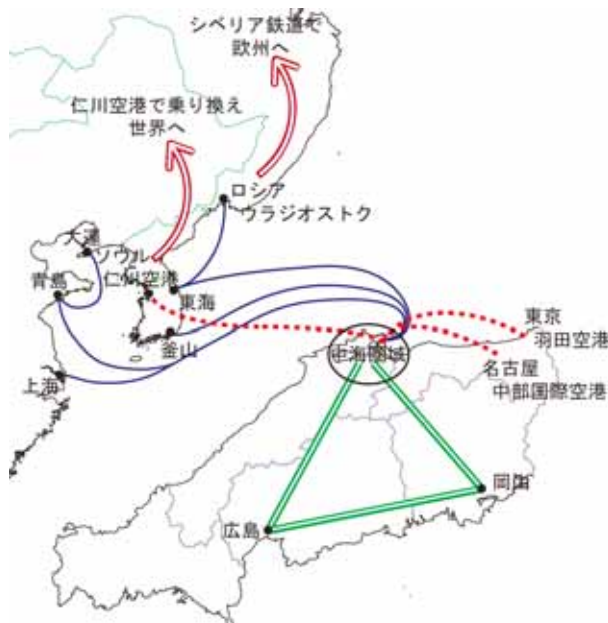 シベリア鉄道で
欧州へ
仁川空港で乗り換え
世界へ
ロシア
ウラジオストク
大連
ソウル
仁川空港
青島
東海
釜山
上海
東京
羽田空港
名古屋
中部国際空港
中海圏域
岡山
広島